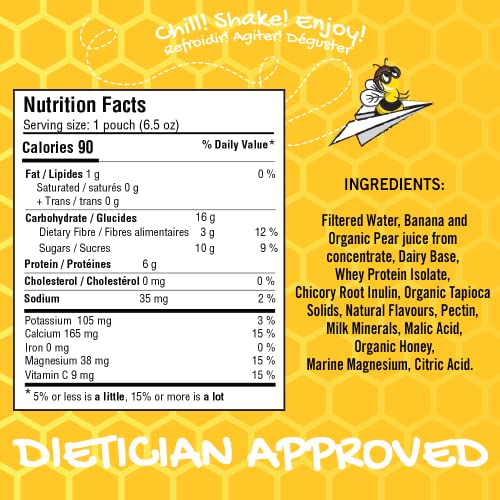 Chill! Shake! Enjoy!
Refroidir! Agiter! Déguster
Nutrition Facts
Serving size: 1 pouch (6.5 oz)
Calories 90 % Daily Value*
Fat / Lipides 1 g 0 %
Saturated / saturés 0 g
+ Trans / trans 0 g
Carbohydrate / Glucides 16 g
Dietary Fibre / Fibres alimentaires 3 g 12 %
Sugars / Sucres 10 g 9 %
Protein / Protéines 6 g
Cholesterol / Cholestérol 0 mg 0 %
Sodium 35 mg 2 %
Potassium 105 mg 3 %
Calcium 165 mg 15 %
Iron 0 mg 0 %
Magnesium 38 mg 15 %
Vitamin C 9 mg 15 %
* 5% or less is a little, 15% or more is a lot
INGREDIENTS:
Filtered Water, Banana and
Organic Pear juice from
concentrate, Dairy Base,
Whey Protein Isolate,
Chicory Root Inulin, Organic Tapioca
Solids, Natural Flavours, Pectin,
Milk Minerals, Malic Acid,
Organic Honey,
Marine Magnesium, Citric Acid.
DIETICIAN APPROVED